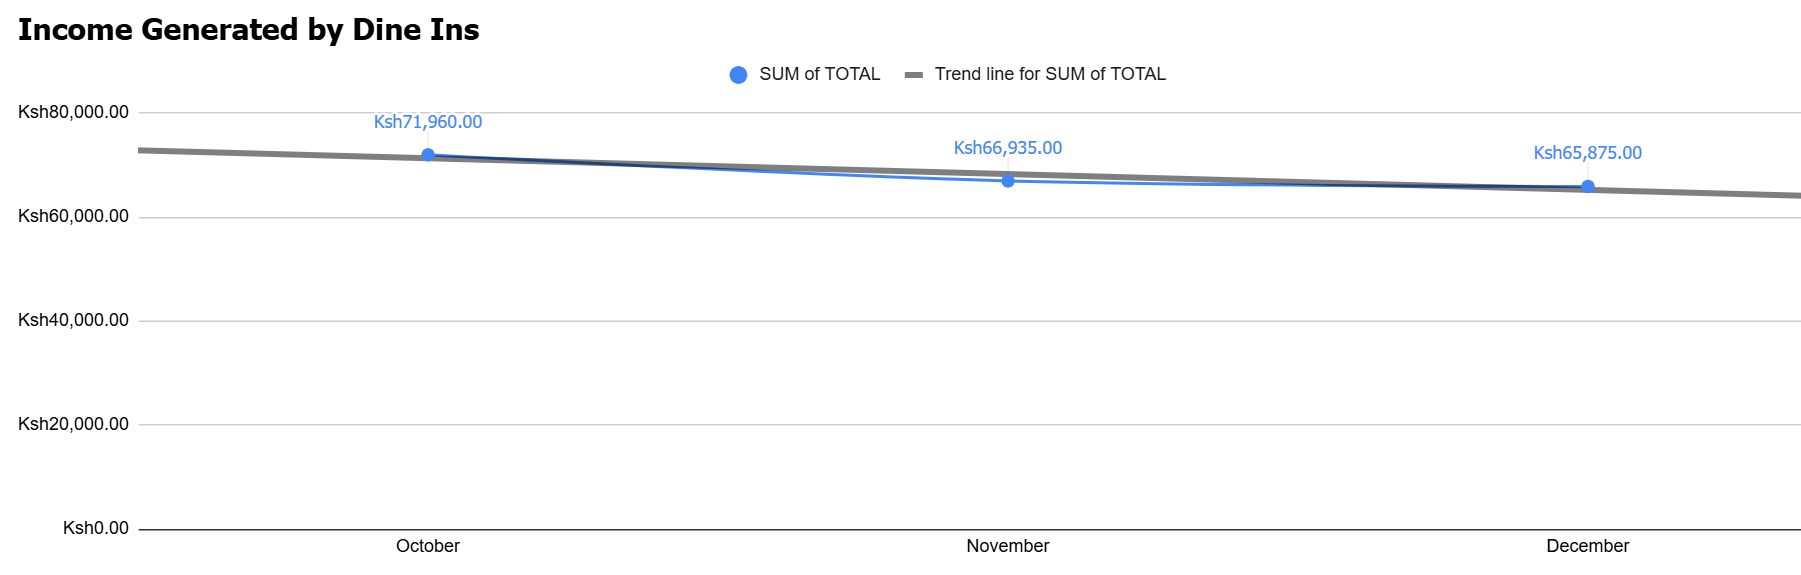 Income Generated by Dine Ins
SUM of TOTAL Trend line for SUM of TOTAL
Ksh80,000.00
Ksh71,960.00
Ksh66,935.00
Ksh65,875.00
Ksh60,000.00
Ksh40,000.00
Ksh20,000.00
Ksh0.00
October November December